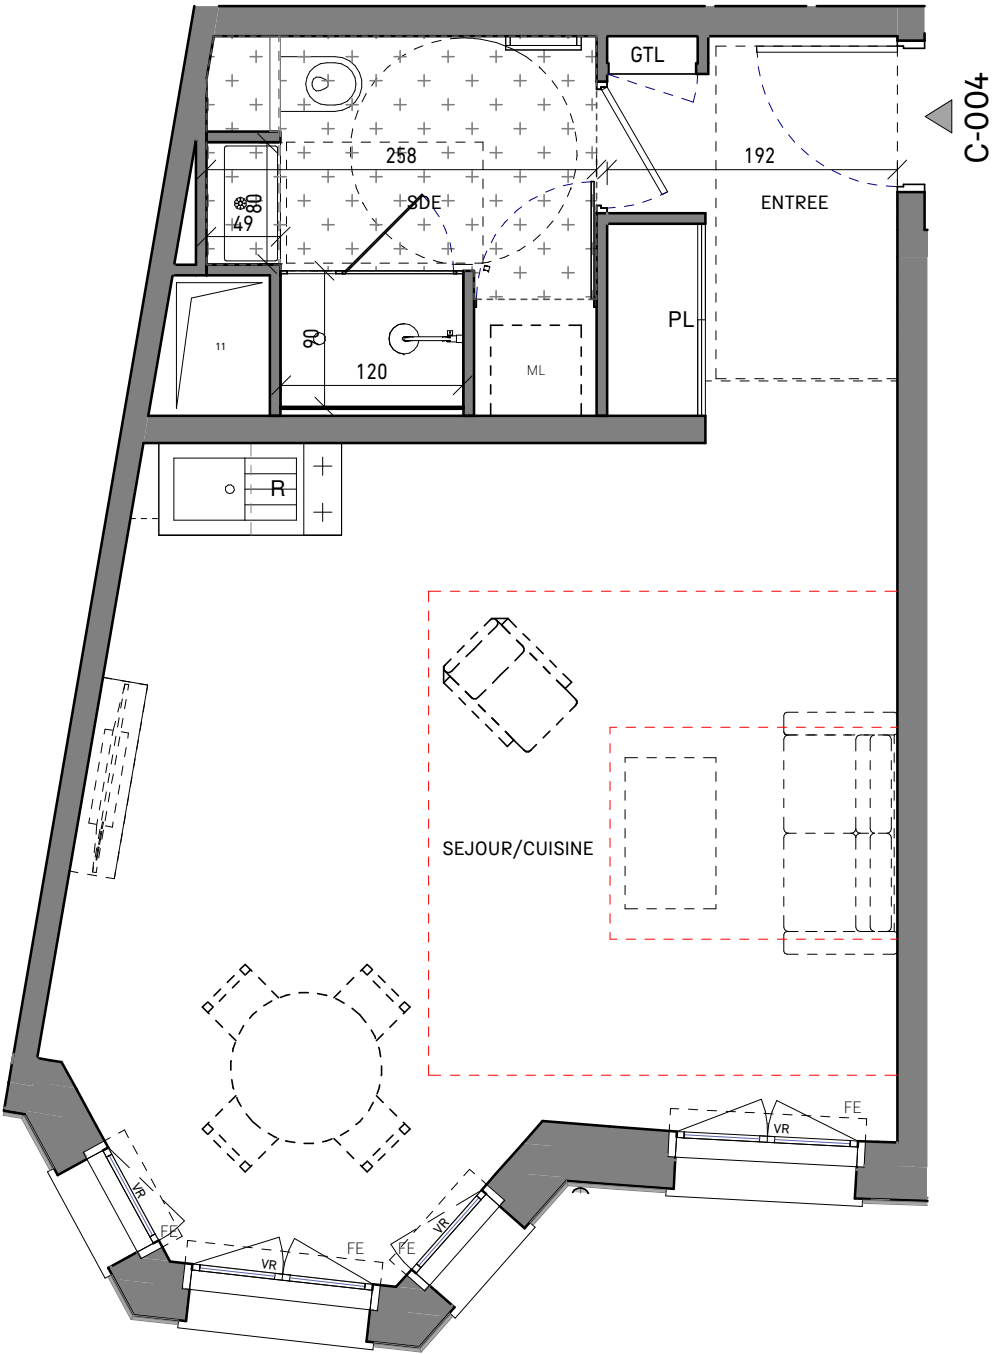 GTL
C-004
258
192
SDE
ENTREE
80
49
PL
11
90
120
ML
R
SEJOUR/CUISINE
FE
VR
VR
FE
VR
FE
FE
VR